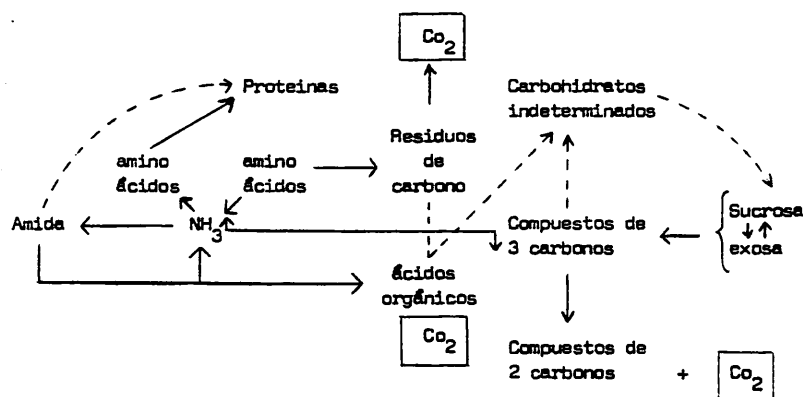 Co2
Proteinas
Carbohidratos
indeterminados
Residuos
de
carbono
amino
ácidos
amino
ácidos
Amida
NH3
Compuestos de
3 carbonos
Sucrosa
exosa
ácidos
orgánicos
Co2
Compuestos de
2 carbonos + Co2